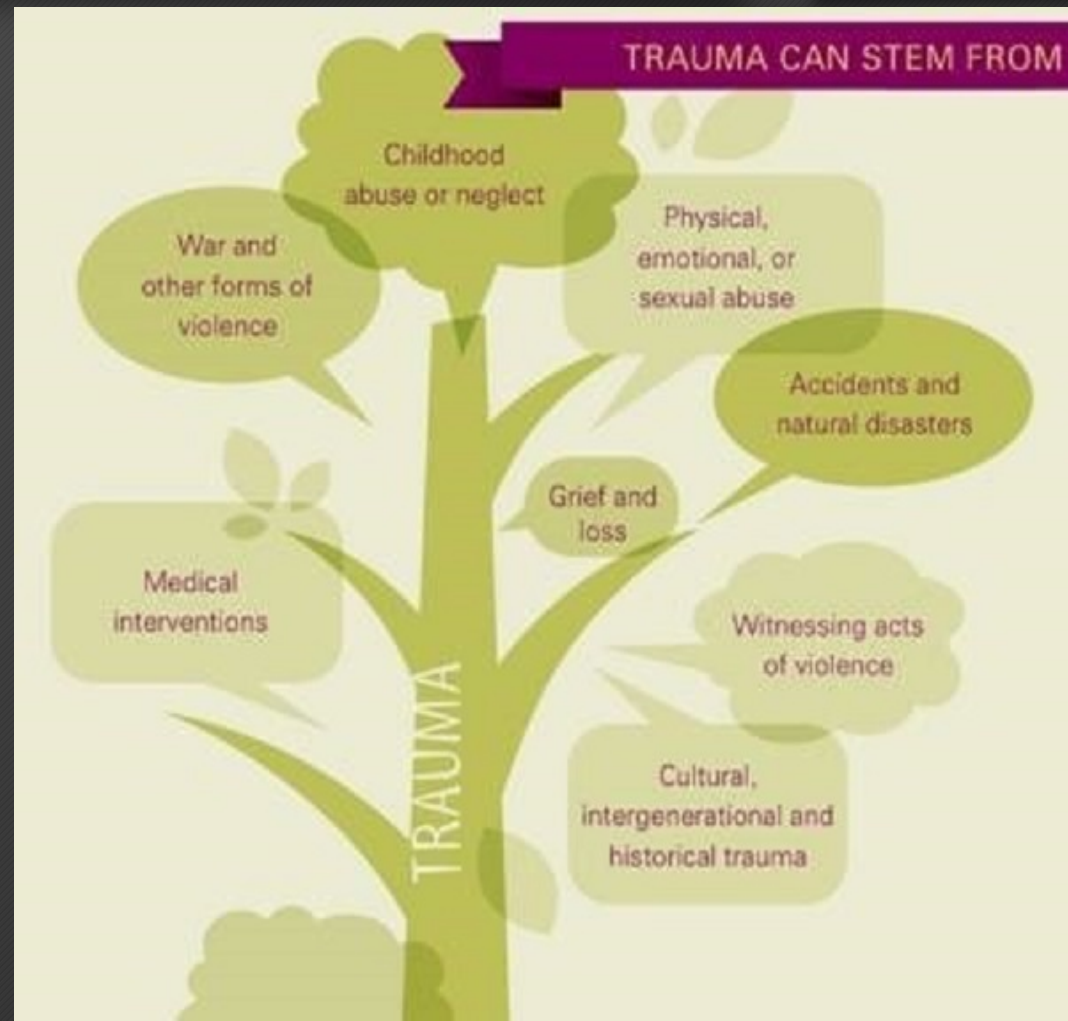 TRAUMA CAN STEM FROM
Childhood
abuse or neglect
War and
other forms of
violence
Physical,
emotional, or
sexual abuse
Accidents and
natural disasters
Grief and
loss
Medical
interventions
Witnessing acts
of violence
Cultural,
intergenerational and
historical trauma
TRAUMA